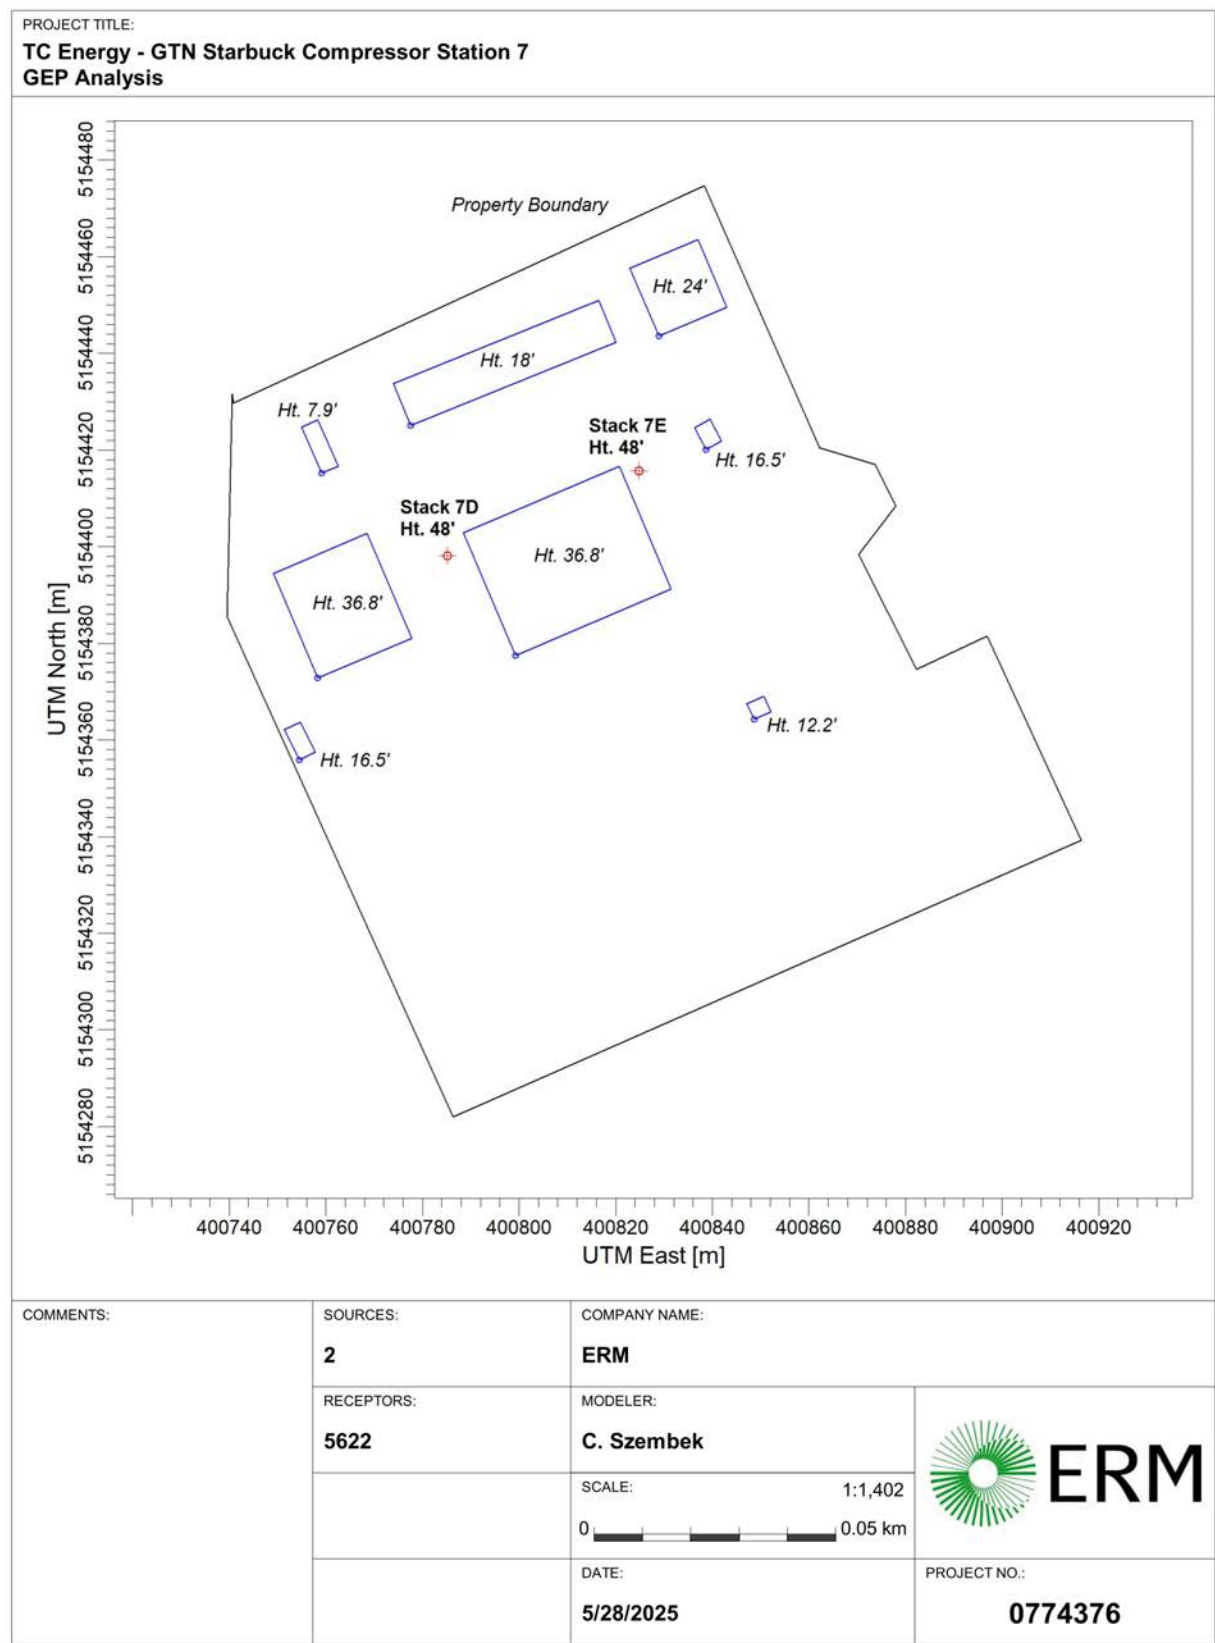 PROJECT TITLE:
TC Energy - GTN Starbuck Compressor Station 7
GEP Analysis
Property Boundary
Ht. 24'
Ht. 18'
Ht. 7.9'
Stack 7E
Ht. 48'
Ht. 16.5'
Stack 7D
Ht. 48'
Ht. 36.8'
Ht. 36.8'
Ht. 12.2'
Ht. 16.5'
UTM North [m]
5154480
5154460
5154440
5154420
5154400
5154380
5154360
5154340
5154320
5154300
5154280
400740 400760 400780 400800 400820 400840 400860 400880 400900 400920
UTM East [m]
COMMENTS:
SOURCES:
2
COMPANY NAME:
ERM
RECEPTORS:
5622
MODELER:
C. Szembek
SCALE:
1:1,402
0 0.05 km
ERM
DATE:
5/28/2025
PROJECT NO.:
0774376